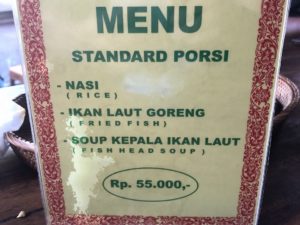 MENU
STANDARD PORSI
- NASI
( RICE )
- IKAN LAUT GORENG
( FRIED FISH )
- SOUP KEPALA IKAN LAUT
( FISH HEAD SOUP )
Rp. 55.000,-